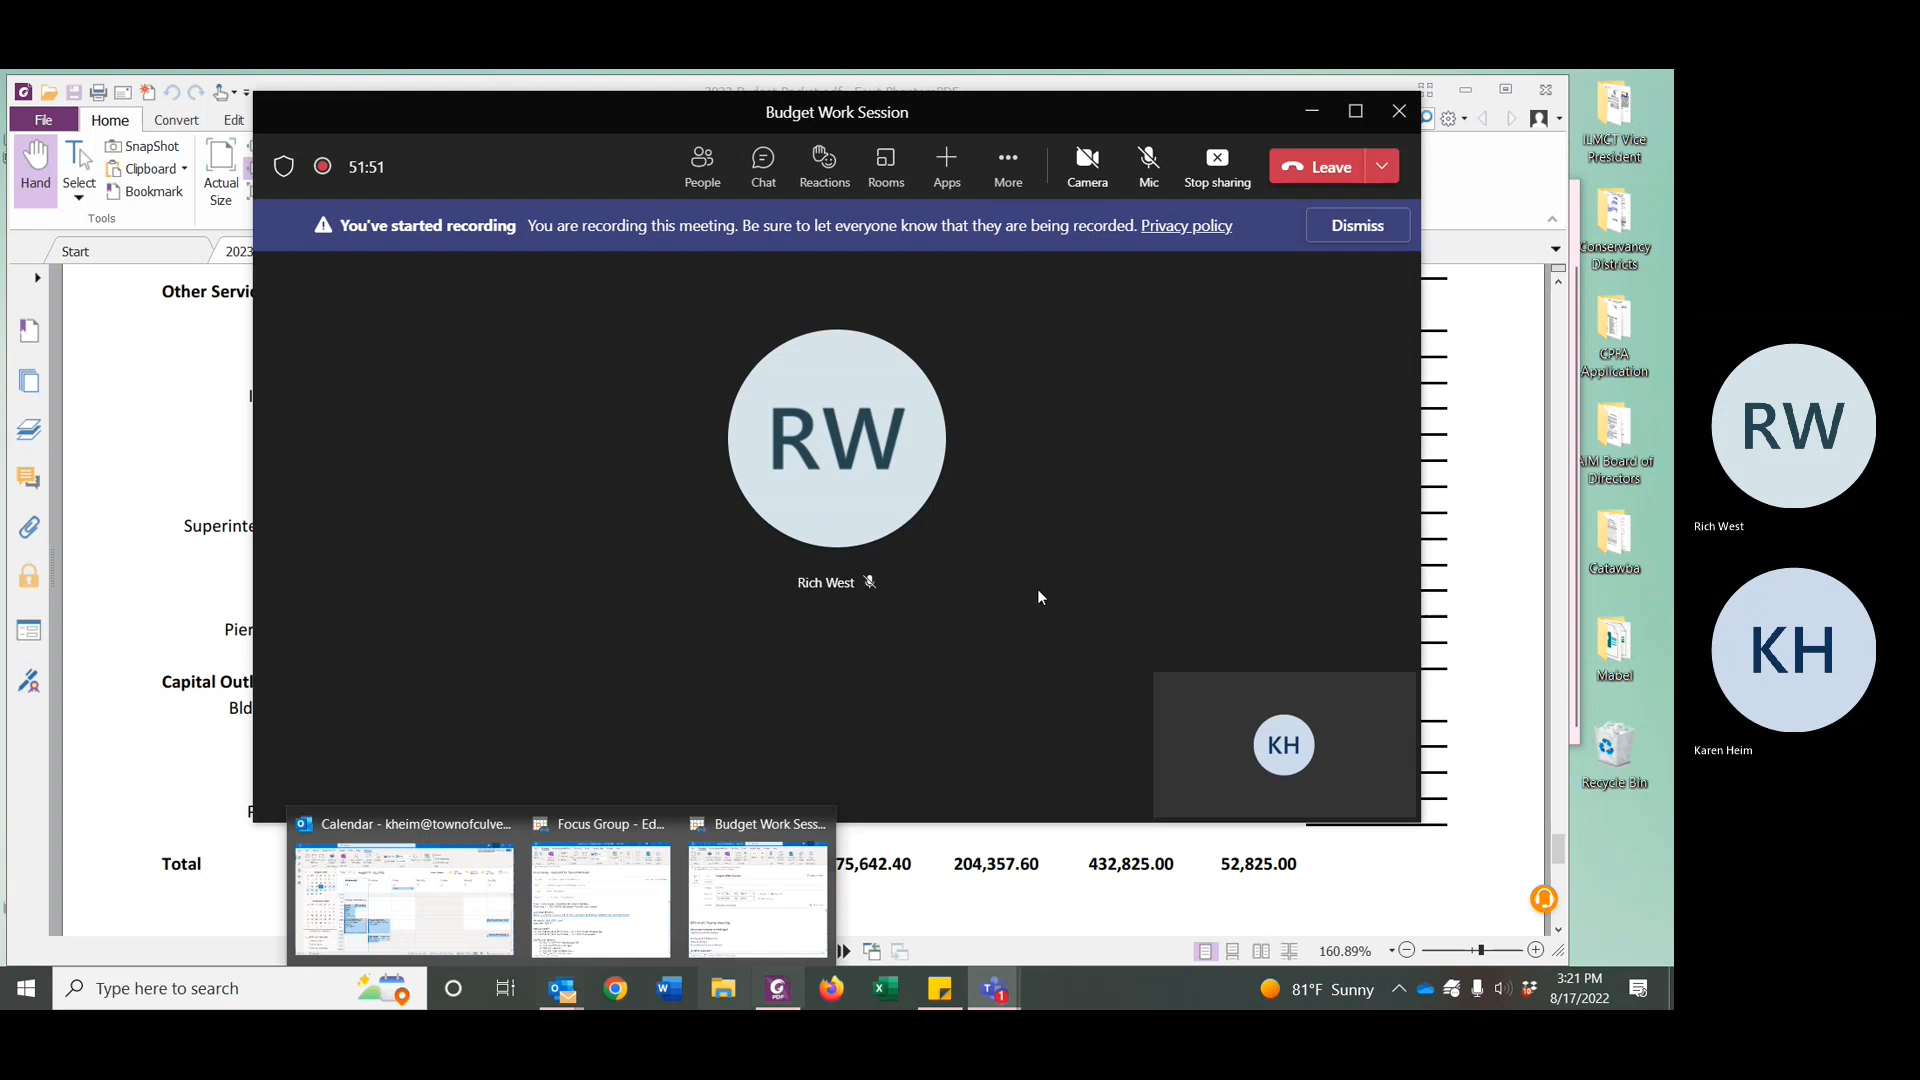 Budget Work Session
File
Home
Convert
Edit
SnapShot
Clipboard
Bookmark
Hand
Select
Actual
Size
Tools
51:51
People
Chat
Reactions
Rooms
Apps
More
Camera
Mic
Stop sharing
Leave
You've started recording You are recording this meeting. Be sure to let everyone know that they are being recorded. Privacy policy
Dismiss
Start
2023
Other Servi
Superinte
Pier
Capital Outl
Bld
RW
Rich West
KH
ILMCT Vice
President
Conservancy
Districts
CPFA
Application
AIM Board of
Directors
Catawba
Mabel
Recycle Bin
RW
Rich West
KH
Karen Heim
Calendar - kheim@townofculve...
Focus Group - Ed...
Budget Work Sess...
Total
75,642.40
204,357.60
432,825.00
52,825.00
160.89%
Type here to search
81°F Sunny
3:21 PM
8/17/2022